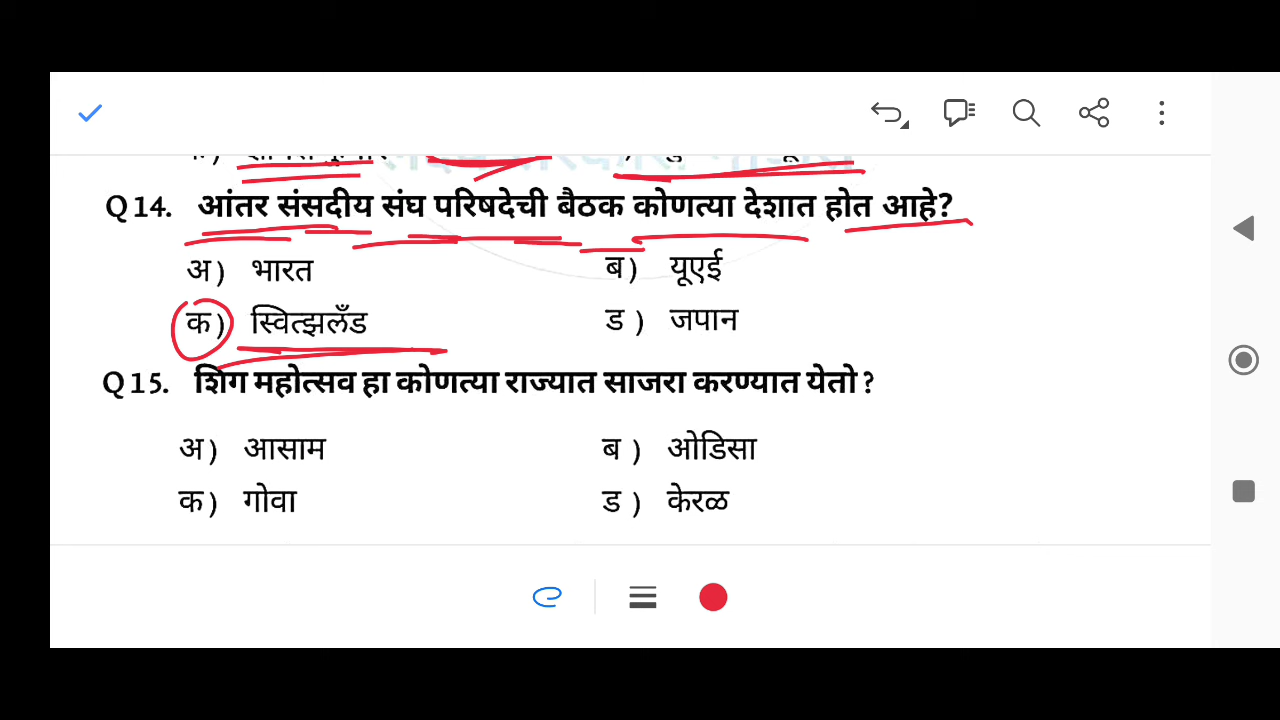 Q14. आंतर संसदीय संघ परिषदेची बैठक कोणत्या देशात होत आहे?
अ) भारत ब) यूएई
क) स्वित्झलँड ड ) जपान
Q15. शिग महोत्सव हा कोणत्या राज्यात साजरा करण्यात येतो?
अ) आसाम ब ) ओडिसा
क) गोवा ड ) केरळ